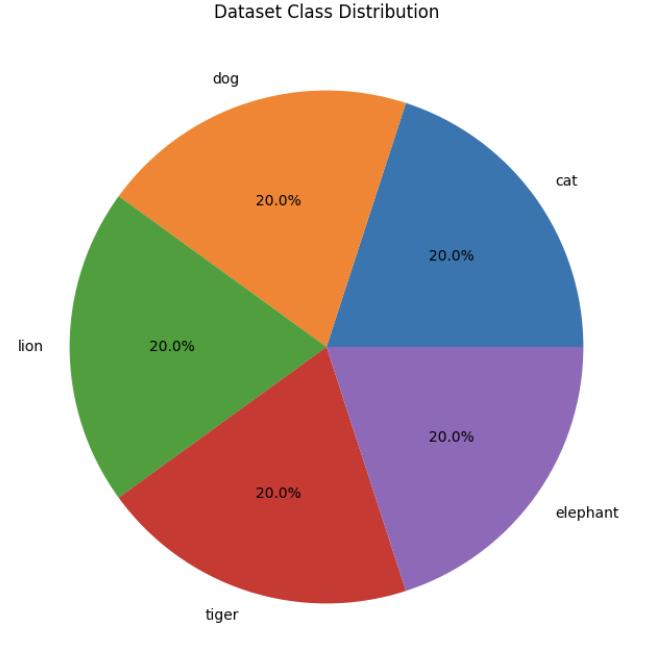 Dataset Class Distribution
dog
cat
20.0%
20.0%
lion
20.0%
20.0%
20.0%
elephant
tiger